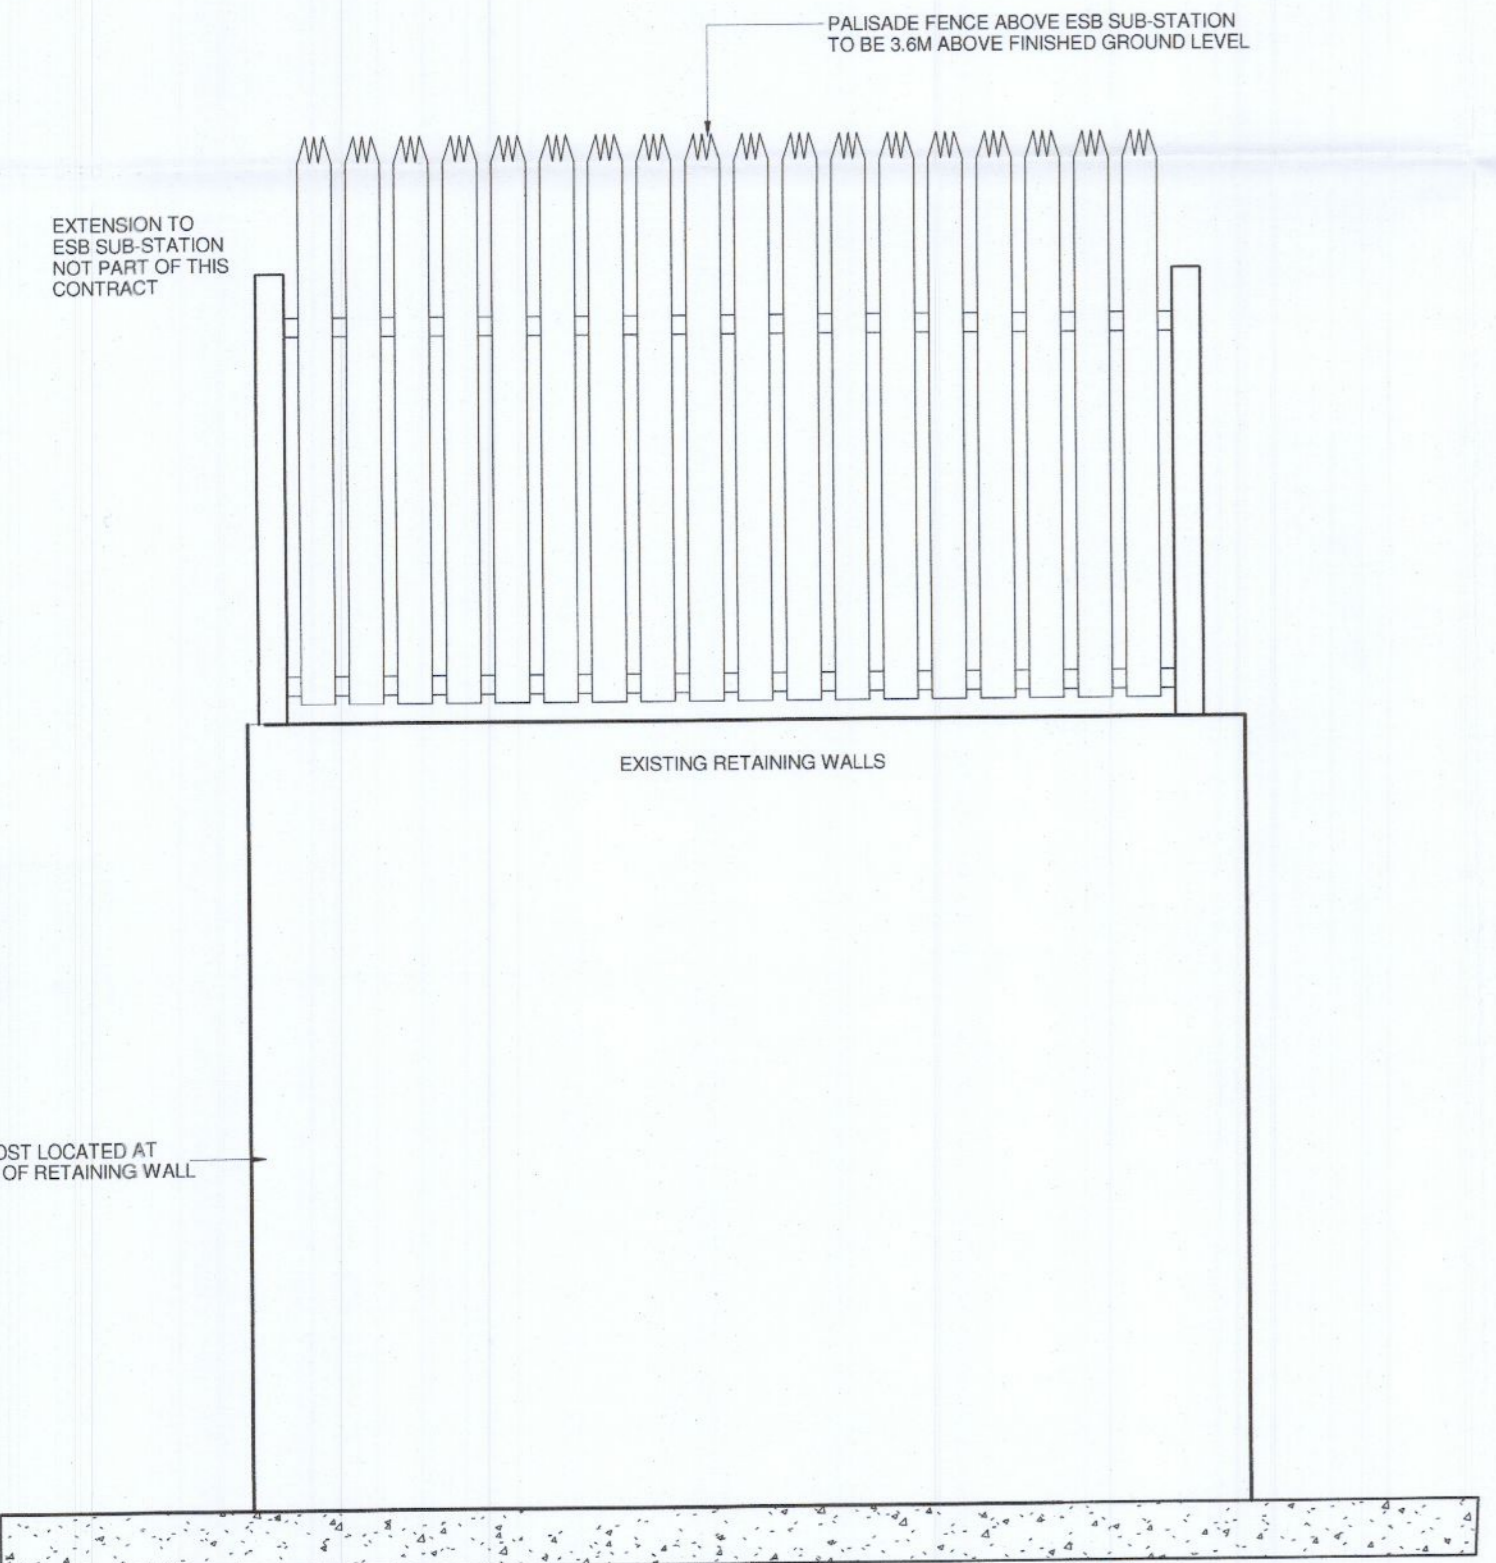 PALISADE FENCE ABOVE ESB SUB-STATION
TO BE 3.6M ABOVE FINISHED GROUND LEVEL
EXTENSION TO
ESB SUB-STATION
NOT PART OF THIS
CONTRACT
EXISTING RETAINING WALLS
LOCATED AT
OF RETAINING WALL